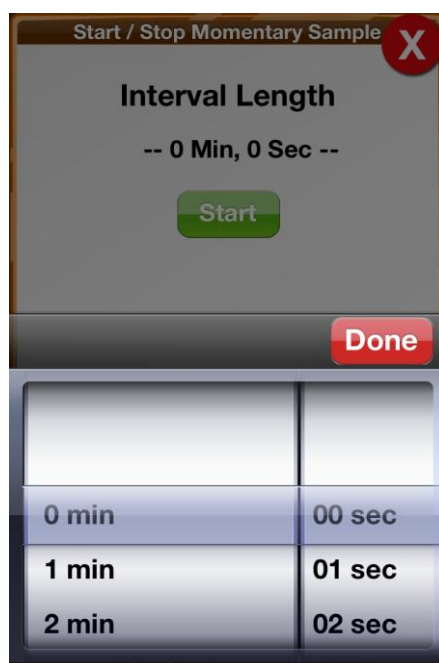 Start / Stop Momentary Sample
X
Interval Length
-- 0 Min, 0 Sec --
Start
Done
0 min 00 sec
1 min 01 sec
2 min 02 sec